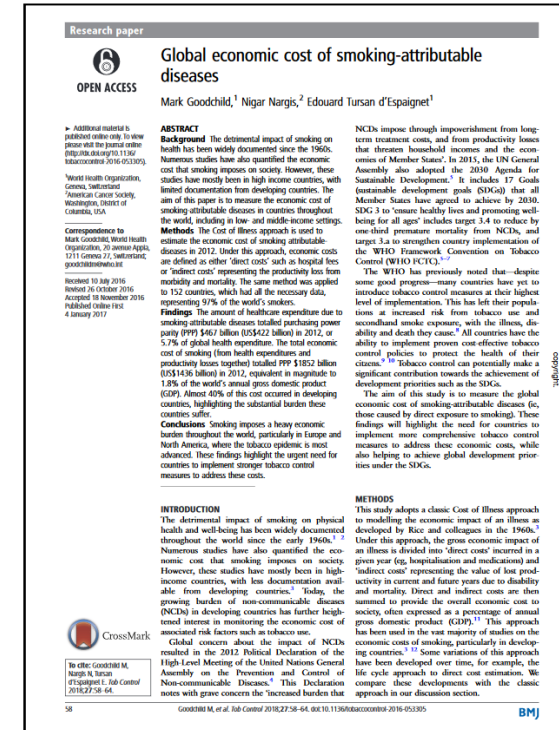 Research paper
OPEN ACCESS
Global economic cost of smoking-attributable
diseases
Mark Goodchild,1 Nigar Nargis,2 Edouard Tursan d'Espaignet1
► Additional material is
published online only. To view
please visit the journal online
(http://dx.doi.org/10.1136/
tobaccocontrol-2016-053305).
1World Health Organization,
Geneva, Switzerland
2American Cancer Society,
Washington, District of
Columbia, USA
Correspondence to
Mark Goodchild, World Health
Organization, 20 avenue Appia,
1211 Geneva 27, Switzerland;
goodchildm@who.int
Received 10 July 2016
Revised 26 October 2016
Accepted 18 November 2016
Published Online First
4 January 2017
CrossMark
To cite: Goodchild M,
Nargis N, Tursan
d'Espaignet E. Tob Control
2018;27:58–64.
ABSTRACT
Background The detrimental impact of smoking on
health has been widely documented since the 1960s.
Numerous studies have also quantified the economic
cost that smoking imposes on society. However, these
studies have mostly been in high income countries, with
limited documentation from developing countries. The
aim of this paper is to measure the economic cost of
smoking-attributable diseases in countries throughout
the world, including in low- and middle-income settings.
Methods The Cost of Illness approach is used to
estimate the economic cost of smoking attributable-
diseases in 2012. Under this approach, economic costs
are defined as either 'direct costs' such as hospital fees
or 'indirect costs' representing the productivity loss from
morbidity and mortality. The same method was applied
to 152 countries, which had all the necessary data,
representing 97% of the world's smokers.
Findings The amount of healthcare expenditure due to
smoking-attributable diseases totalled purchasing power
parity (PPP) $467 billion (US$422 billion) in 2012, or
5.7% of global health expenditure. The total economic
cost of smoking (from health expenditures and
productivity losses together) totalled PPP $1852 billion
(US$1436 billion) in 2012, equivalent in magnitude to
1.8% of the world's annual gross domestic product
(GDP). Almost 40% of this cost occurred in developing
countries, highlighting the substantial burden these
countries suffer.
Conclusions Smoking imposes a heavy economic
burden throughout the world, particularly in Europe and
North America, where the tobacco epidemic is most
advanced. These findings highlight the urgent need for
countries to implement stronger tobacco control
measures to address these costs.
INTRODUCTION
The detrimental impact of smoking on physical
health and well-being has been widely documented
throughout the world since the early 1960s.1 2
Numerous studies have also quantified the eco-
nomic cost that smoking imposes on society.
However, these studies have mostly been in high-
income countries, with less documentation avail-
able from developing countries.3 Today, the
growing burden of non-communicable diseases
(NCDs) in developing countries has further height-
ened interest in monitoring the economic cost of
associated risk factors such as tobacco use.
Global concern about the impact of NCDs
resulted in the 2012 Political Declaration of the
High-Level Meeting of the United Nations General
Assembly on the Prevention and Control of
Non-communicable Diseases.4 This Declaration
notes with grave concern the 'increased burden that
NCDs impose through impoverishment from long-
term treatment costs, and from productivity losses
that threaten household incomes and the econ-
omies of Member States'. In 2015, the UN General
Assembly also adopted the 2030 Agenda for
Sustainable Development.5 It includes 17 Goals
(sustainable development goals (SDGs)) that all
Member States have agreed to achieve by 2030.
SDG 3 to 'ensure healthy lives and promoting well-
being for all ages' includes target 3.4 to reduce by
one-third premature mortality from NCDs, and
target 3.a to strengthen country implementation of
the WHO Framework Convention on Tobacco
Control (WHO FCTC).6–7
The WHO has previously noted that—despite
some good progress—many countries have yet to
introduce tobacco control measures at their highest
level of implementation. This has left their popula-
tions at increased risk from tobacco use and
secondhand smoke exposure, with the illness, dis-
ability and death they cause.8 All countries have the
ability to implement proven cost-effective tobacco
control policies to protect the health of their
citizens.9 10 Tobacco control can potentially make a
significant contribution towards the achievement of
development priorities such as the SDGs.
The aim of this study is to measure the global
economic cost of smoking-attributable diseases (ie,
those caused by direct exposure to smoking). These
findings will highlight the need for countries to
implement more comprehensive tobacco control
measures to address these economic costs, while
also helping to achieve global development prior-
ities under the SDGs.
METHODS
This study adopts a classic Cost of Illness approach
to modelling the economic impact of an illness as
developed by Rice and colleagues in the 1960s.3
Under this approach, the gross economic impact of
an illness is divided into 'direct costs' incurred in a
given year (eg, hospitalisation and medications) and
'indirect costs' representing the value of lost prod-
uctivity in current and future years due to disability
and mortality. Direct and indirect costs are then
summed to provide the overall economic cost to
society, often expressed as a percentage of annual
gross domestic product (GDP).11 This approach
has been used in the vast majority of studies on the
economic costs of smoking, particularly in develop-
ing countries.3 12 Some variations of this approach
have been developed over time, for example, the
life cycle approach to direct cost estimation. We
compare these developments with the classic
approach in our discussion section.
copyright.
58
Goodchild M, et al. Tob Control 2018;27:58–64. doi:10.1136/tobaccocontrol-2016-053305
BMJ